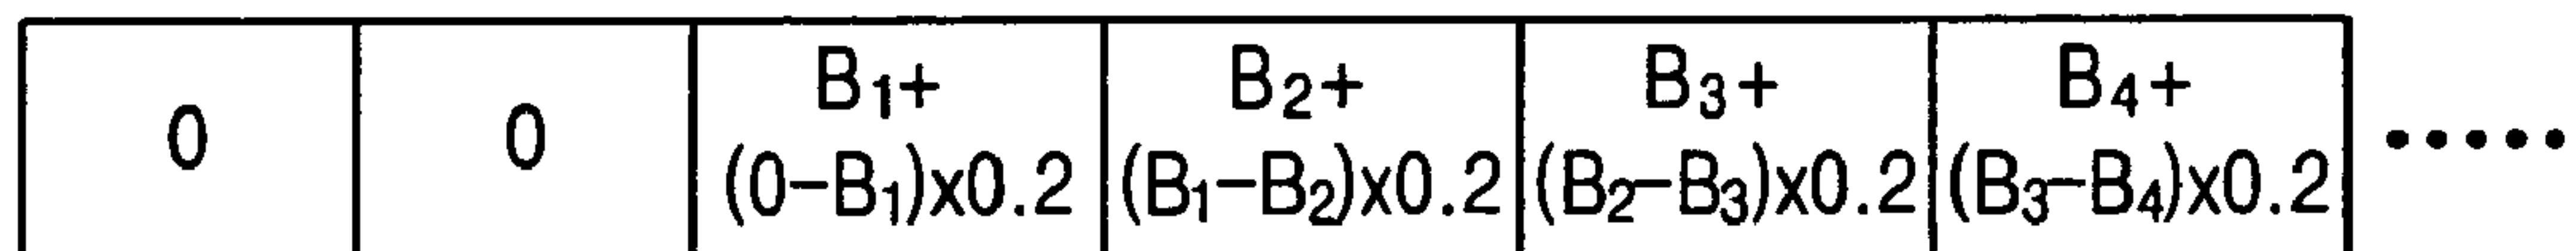 0 0 B₁+ B₂+ B₃+ B₄+
(0−B₁)x0.2 (B₁−B₂)x0.2 (B₂−B₃)x0.2 (B₃−B₄)x0.2 •••••